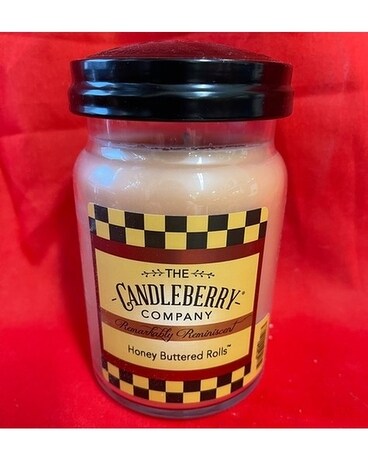 THE
CANDLEBERRY®
COMPANY
Remarkably Reminiscent
Honey Buttered Rolls™